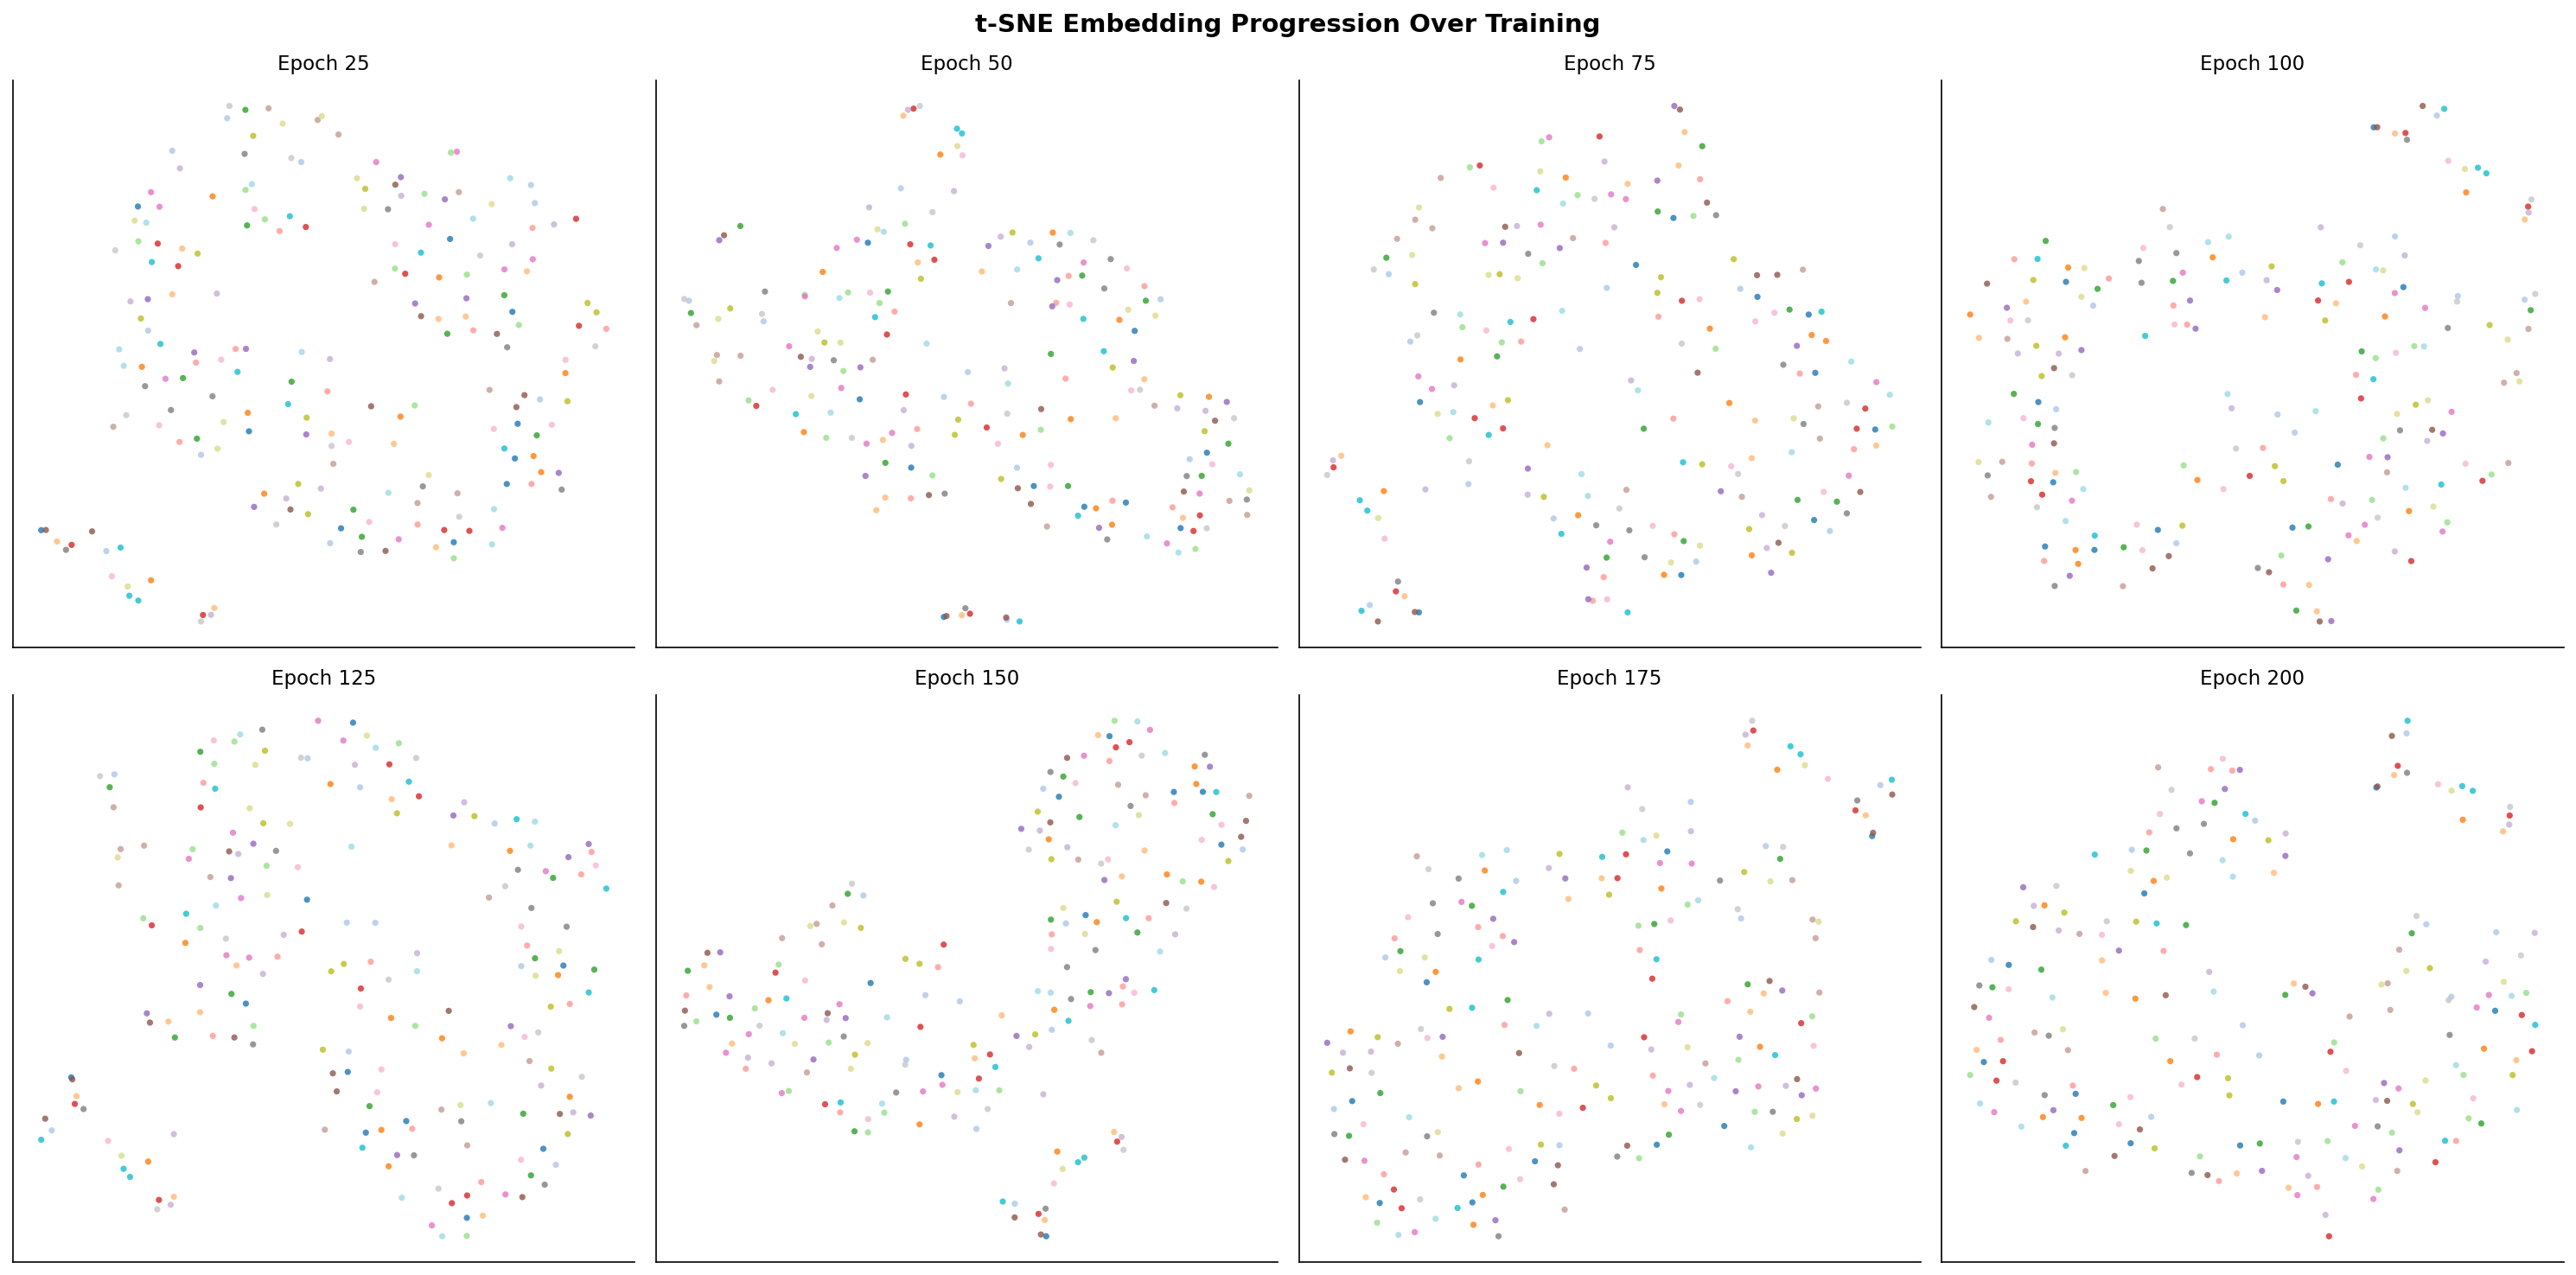 t-SNE Embedding Progression Over Training
Epoch 25
Epoch 50
Epoch 75
Epoch 100
Epoch 125
Epoch 150
Epoch 175
Epoch 200